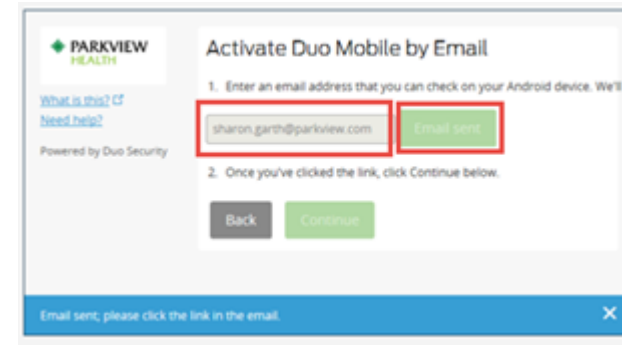 PARKVIEW
HEALTH
What is this?
Need help?
Powered by Duo Security
Activate Duo Mobile by Email
1. Enter an email address that you can check on your Android device. We'll
sharon.garth@parkview.com
Email sent
2. Once you've clicked the link, click Continue below.
Back
Continue
Email sent; please click the link in the email.